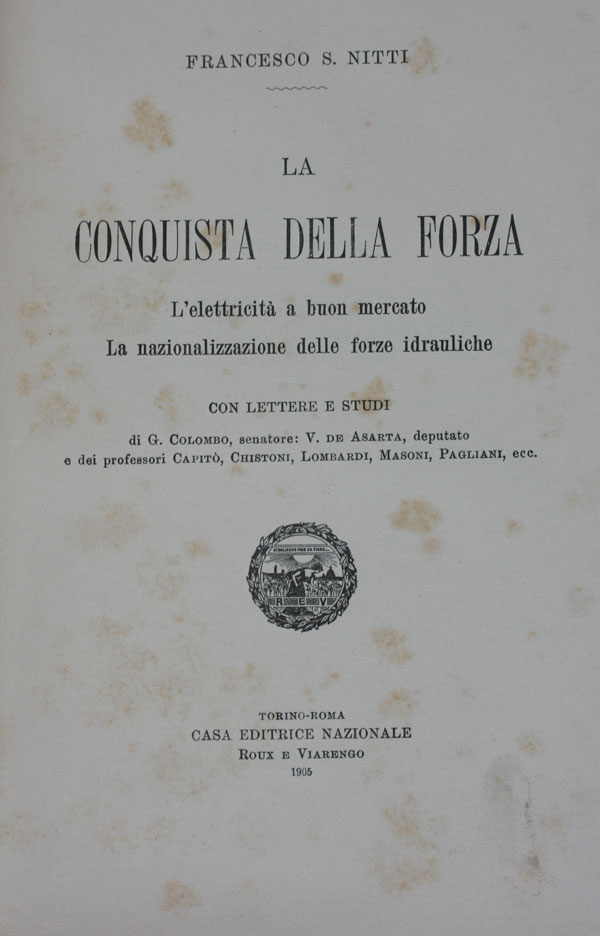 FRANCESCO S. NITTI
LA
CONQUISTA DELLA FORZA
L'elettricità a buon mercato
La nazionalizzazione delle forze idrauliche
CON LETTERE E STUDI
di G. COLOMBO, senatore: V. DE ASARTA, deputato
e dei professori CAPITÒ, CHISTONI, LOMBARDI, MASONI, PAGLIANI, ecc.
R E V
TORINO-ROMA
CASA EDITRICE NAZIONALE
ROUX E VIARENGO
1905